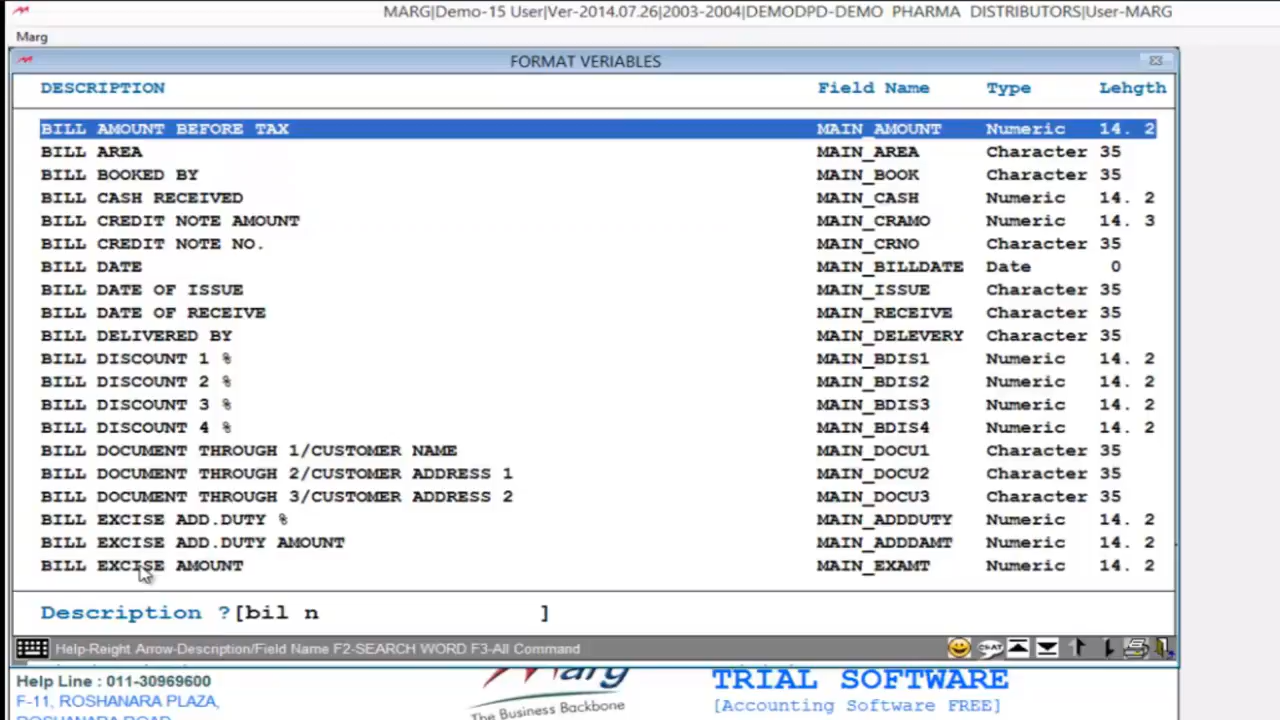 MARG|Demo-15 User|Ver-2014.07.26|2003-2004|DEMODPD-DEMO PHARMA DISTRIBUTORS|User-MARG
Marg
FORMAT VERIABLES
DESCRIPTION Field Name Type Lehgth
BILL AMOUNT BEFORE TAX MAIN_AMOUNT Numeric 14. 2
BILL AREA MAIN_AREA Character 35
BILL BOOKED BY MAIN_BOOK Character 35
BILL CASH RECEIVED MAIN_CASH Numeric 14. 2
BILL CREDIT NOTE AMOUNT MAIN_CRAMO Numeric 14. 3
BILL CREDIT NOTE NO. MAIN_CRNO Character 35
BILL DATE MAIN_BILLDATE Date 0
BILL DATE OF ISSUE MAIN_ISSUE Character 35
BILL DATE OF RECEIVE MAIN_RECEIVE Character 35
BILL DELIVERED BY MAIN_DELEVERY Character 35
BILL DISCOUNT 1 % MAIN_BDIS1 Numeric 14. 2
BILL DISCOUNT 2 % MAIN_BDIS2 Numeric 14. 2
BILL DISCOUNT 3 % MAIN_BDIS3 Numeric 14. 2
BILL DISCOUNT 4 % MAIN_BDIS4 Numeric 14. 2
BILL DOCUMENT THROUGH 1/CUSTOMER NAME MAIN_DOCU1 Character 35
BILL DOCUMENT THROUGH 2/CUSTOMER ADDRESS 1 MAIN_DOCU2 Character 35
BILL DOCUMENT THROUGH 3/CUSTOMER ADDRESS 2 MAIN_DOCU3 Character 35
BILL EXCISE ADD.DUTY % MAIN_ADDDUTY Numeric 14. 2
BILL EXCISE ADD.DUTY AMOUNT MAIN_ADDDAMT Numeric 14. 2
BILL EXCISE AMOUNT MAIN_EXAMT Numeric 14. 2
Description ?[bil n ]
Help-Reight Arrow-Description/Field Name F2-SEARCH WORD F3-All Command CHAT
Help Line : 011-30969600
F-11, ROSHANARA PLAZA,
ROSHANARA ROAD
Marg
The Business Backbone
TRIAL SOFTWARE
[Accounting Software FREE]